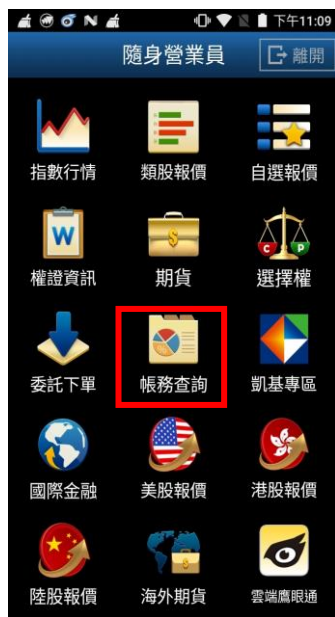 下午11:09
隨身營業員
離開
指數行情
類股報價
自選報價
W
$
C P
權證資訊
期貨
選擇權
委託下單
帳務查詢
凱基專區
國際金融
美股報價
港股報價
陸股報價
海外期貨
雲端鷹眼通